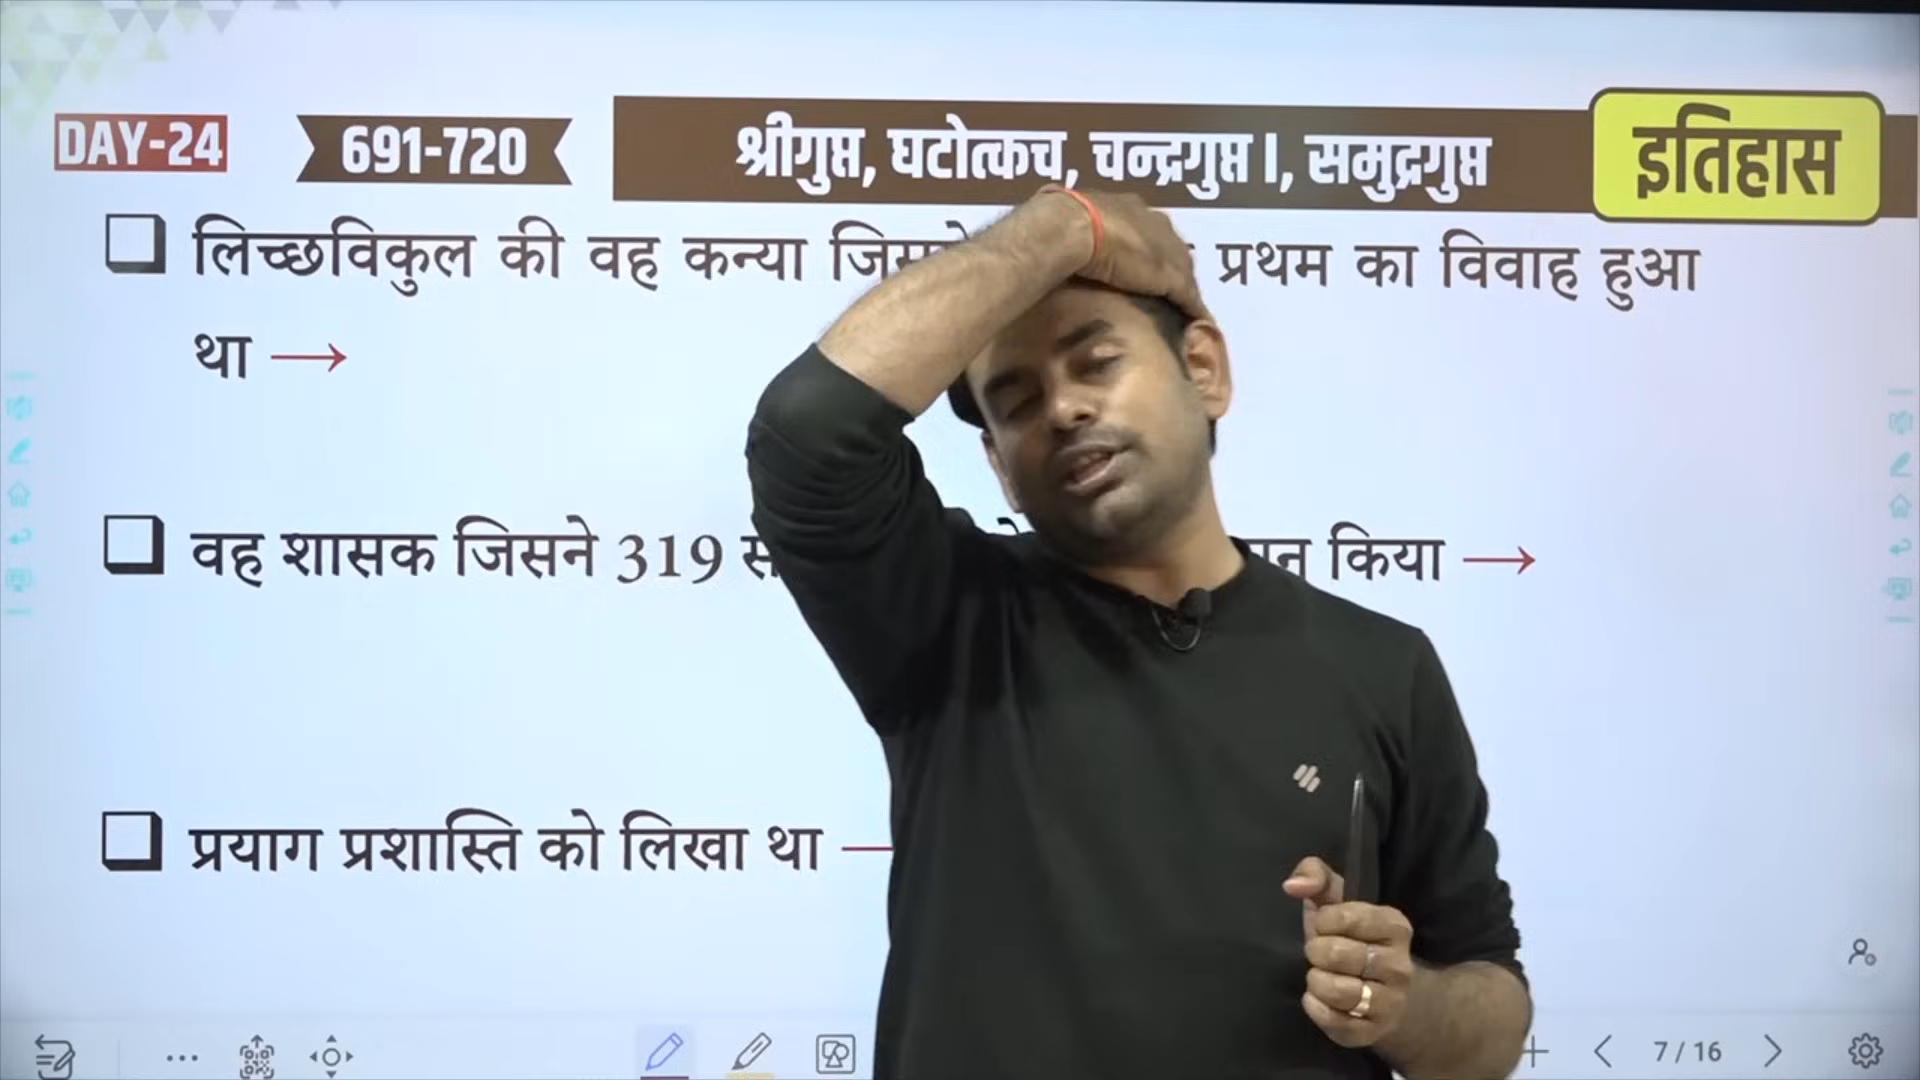 DAY-24
691-720
श्रीगुप्त, घटोत्कच, चन्द्रगुप्त I, समुद्रगुप्त
इतिहास
लिच्छविकुल की वह कन्या प्रथम का विवाह हुआ
था →
वह शासक जिसने 319 किया →
प्रयाग प्रशास्ति को लिखा था
7 / 16